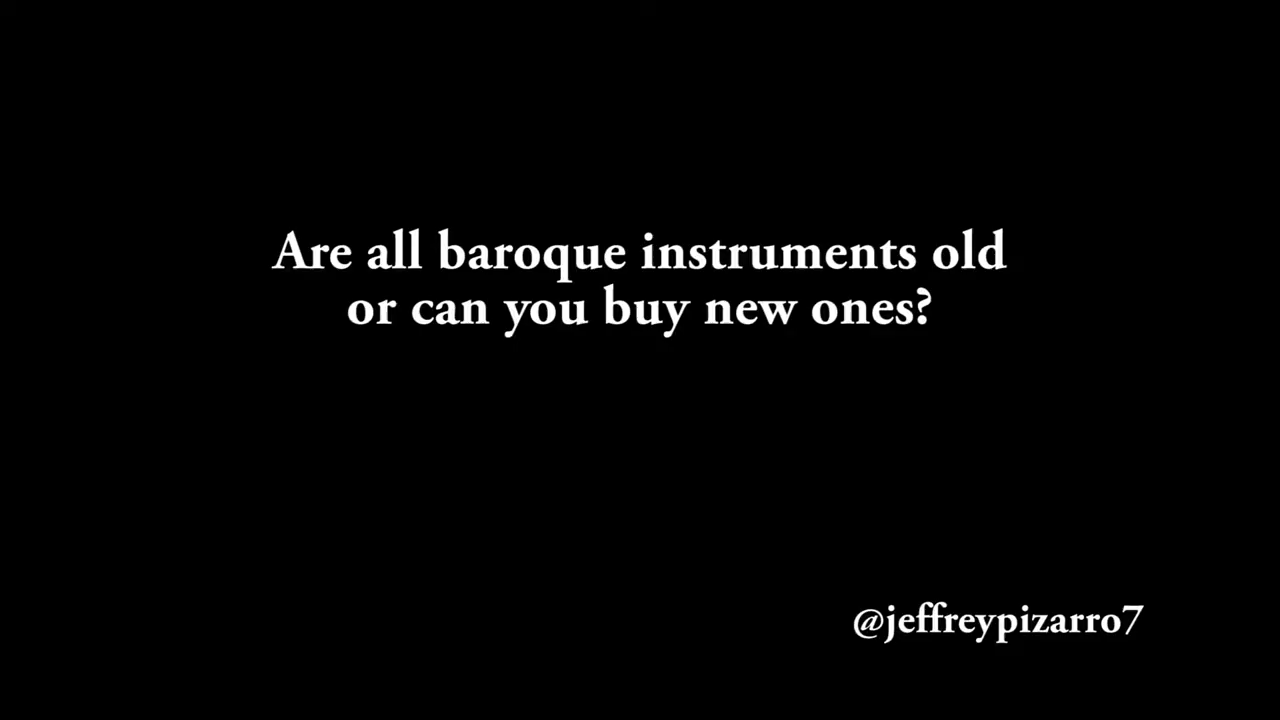 Are all baroque instruments old
or can you buy new ones?
@jeffreypizarro7